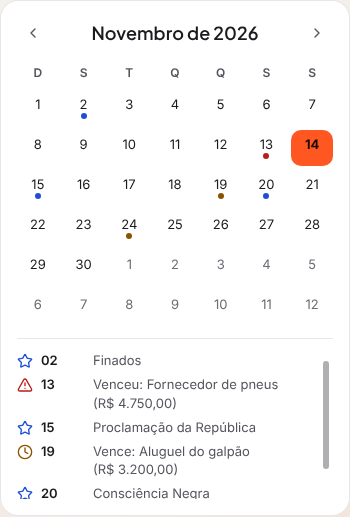 Novembro de 2026
D S T Q Q S S
1 2 3 4 5 6 7
8 9 10 11 12 13 14
15 16 17 18 19 20 21
22 23 24 25 26 27 28
29 30 1 2 3 4 5
6 7 8 9 10 11 12
02 Finados
13 Venceu: Fornecedor de pneus
(R$ 4.750,00)
15 Proclamação da República
19 Vence: Aluguel do galpão
(R$ 3.200,00)
20 Consciência Negra